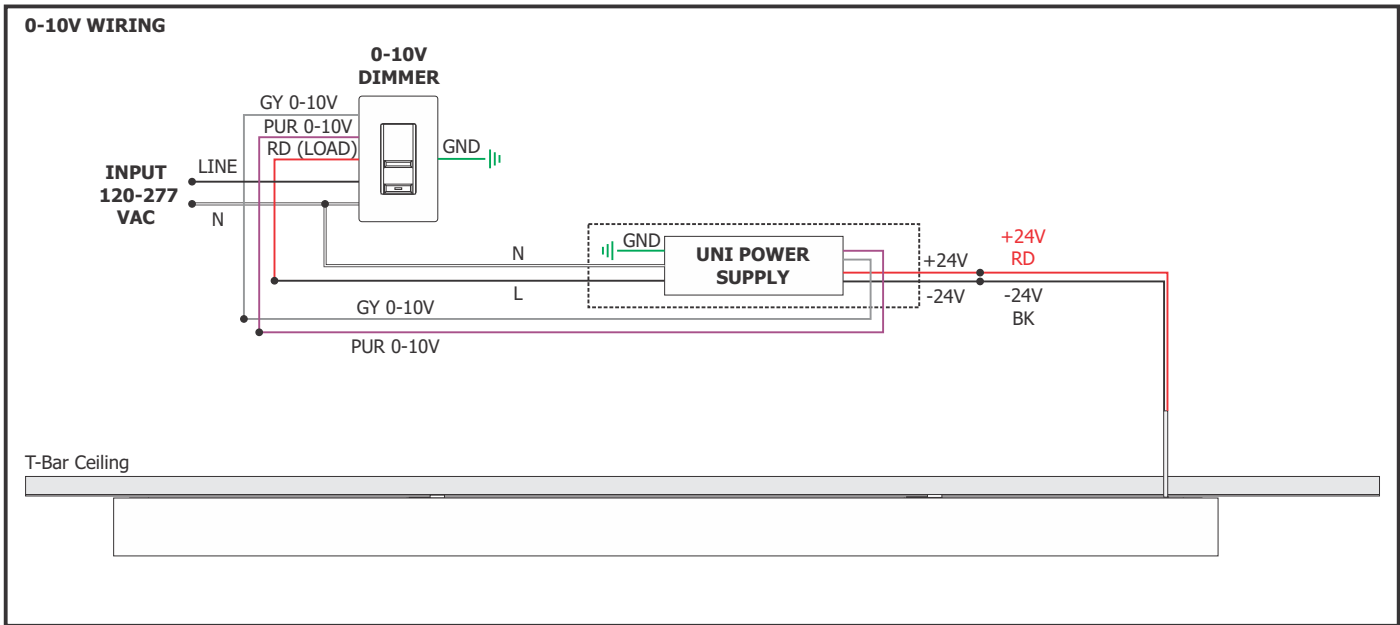 0-10V WIRING
0-10V
DIMMER
GY 0-10V
PUR 0-10V
RD (LOAD)
GND
INPUT
120-277
VAC
LINE
N
GND
N
L
UNI POWER
SUPPLY
+24V
-24V
+24V
RD
-24V
BK
GY 0-10V
PUR 0-10V
T-Bar Ceiling